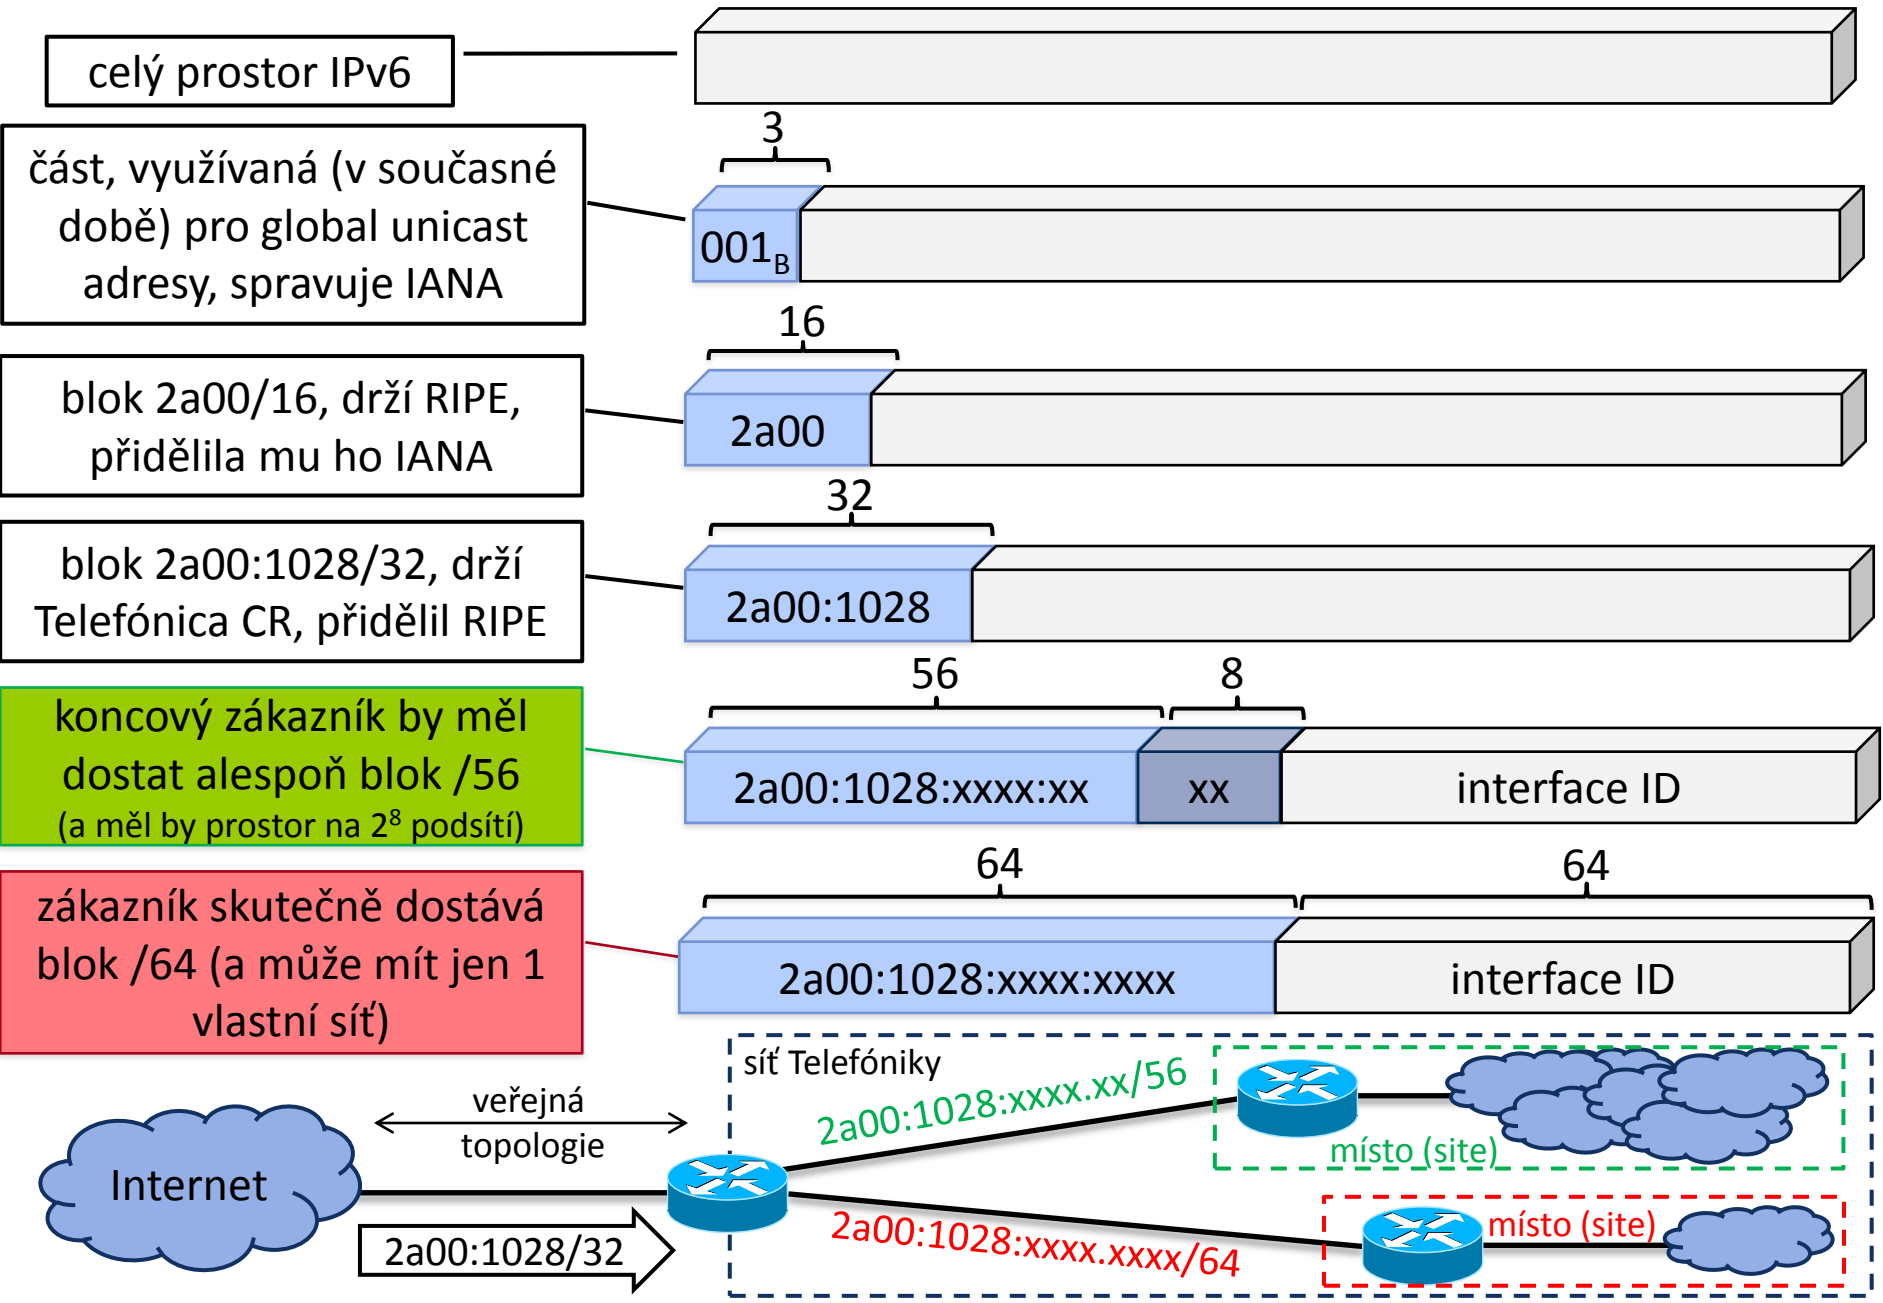 celý prostor IPv6
3
část, využívaná (v současné
době) pro global unicast
adresy, spravuje IANA
001B
16
blok 2a00/16, drží RIPE,
přidělila mu ho IANA
2a00
32
blok 2a00:1028/32, drží
Telefónica CR, přidělil RIPE
2a00:1028
56
8
koncový zákazník by měl
dostat alespoň blok /56
(a měl by prostor na 2⁸ podsítí)
2a00:1028:xxxx:xx
xx
interface ID
64
64
zákazník skutečně dostává
blok /64 (a může mít jen 1
vlastní síť)
2a00:1028:xxxx:xxxx
interface ID
síť Telefóniky
veřejná
topologie
2a00:1028:xxxx.xx/56
místo (site)
Internet
2a00:1028/32
2a00:1028:xxxx.xxxx/64
místo (site)